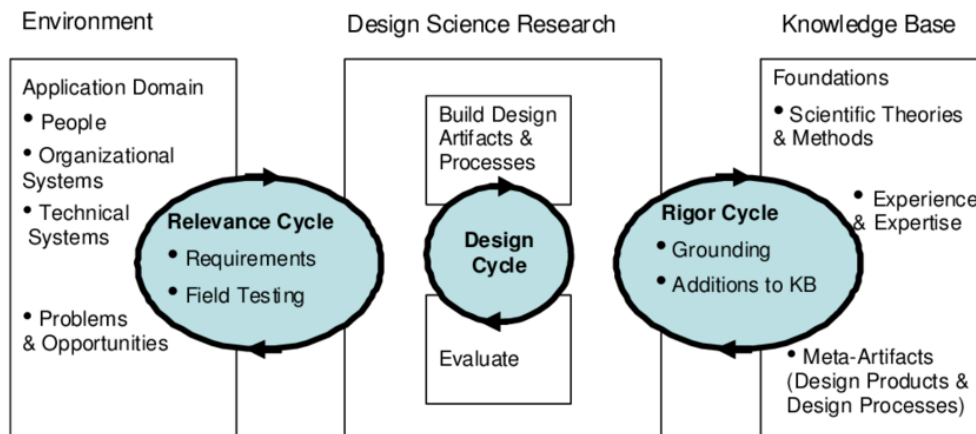 Environment
Design Science Research
Knowledge Base
Application Domain
• People
• Organizational
Systems
• Technical
Systems
• Problems
& Opportunities
Relevance Cycle
• Requirements
• Field Testing
Build Design
Artifacts &
Processes
Design
Cycle
Evaluate
Rigor Cycle
• Grounding
• Additions to KB
Foundations
• Scientific Theories
& Methods
• Experience
& Expertise
• Meta-Artifacts
(Design Products &
Design Processes)